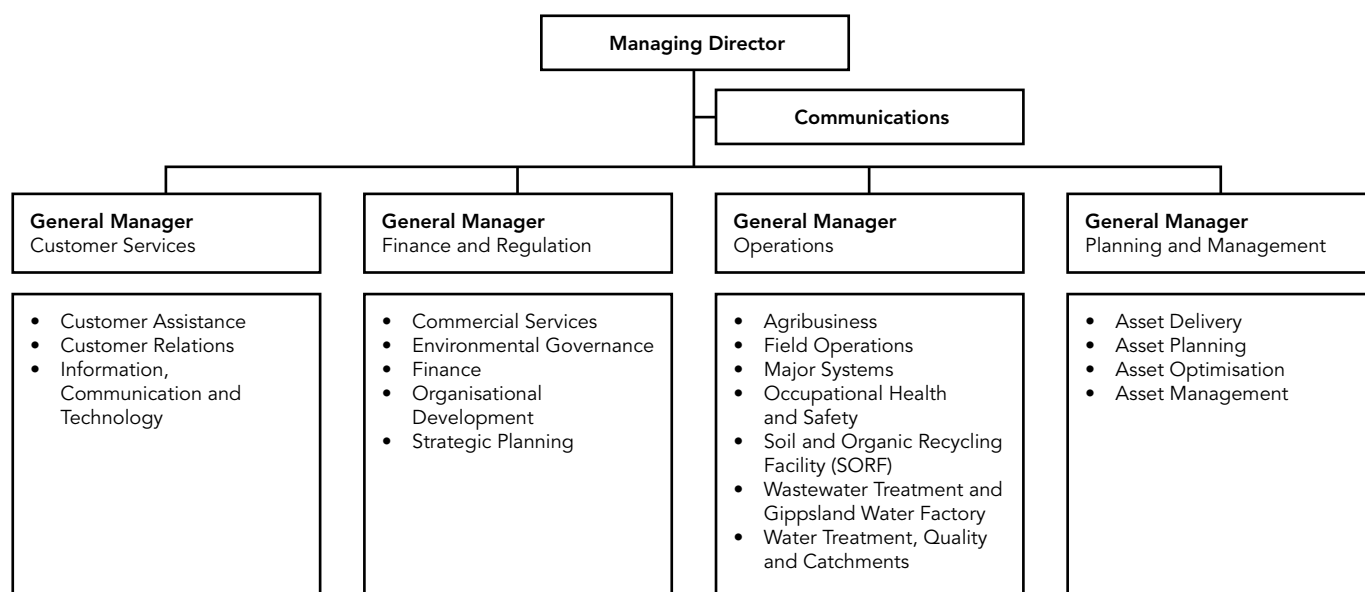 Managing Director
Communications
General Manager
Customer Services
• Customer Assistance
• Customer Relations
• Information,
Communication and
Technology
General Manager
Finance and Regulation
• Commercial Services
• Environmental Governance
• Finance
• Organisational
Development
• Strategic Planning
General Manager
Operations
• Agribusiness
• Field Operations
• Major Systems
• Occupational Health
and Safety
• Soil and Organic Recycling
Facility (SORF)
• Wastewater Treatment and
Gippsland Water Factory
• Water Treatment, Quality
and Catchments
General Manager
Planning and Management
• Asset Delivery
• Asset Planning
• Asset Optimisation
• Asset Management